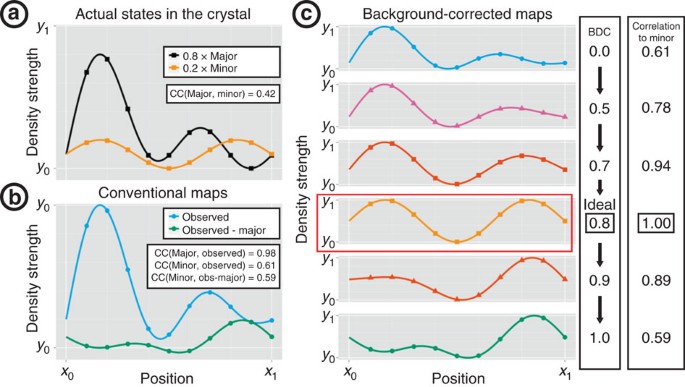 a
Actual states in the crystal
y1
Density strength
y0
0.8 × Major
0.2 × Minor
CC(Major, minor) = 0.42
b
Conventional maps
y0
Density strength
y0
Observed
Observed - major
CC(Major, observed) = 0.98
CC(Minor, observed) = 0.61
CC(Minor, obs-major) = 0.59
x0
Position
x1
c
Background-corrected maps
Density strength
y1
y0
y1
y0
y1
y0
y1
y0
y1
y0
y1
y0
x0
Position
x1
BDC
0.0
0.5
0.7
Ideal
0.8
0.9
1.0
Correlation
to minor
0.61
0.78
0.94
1.00
0.89
0.59